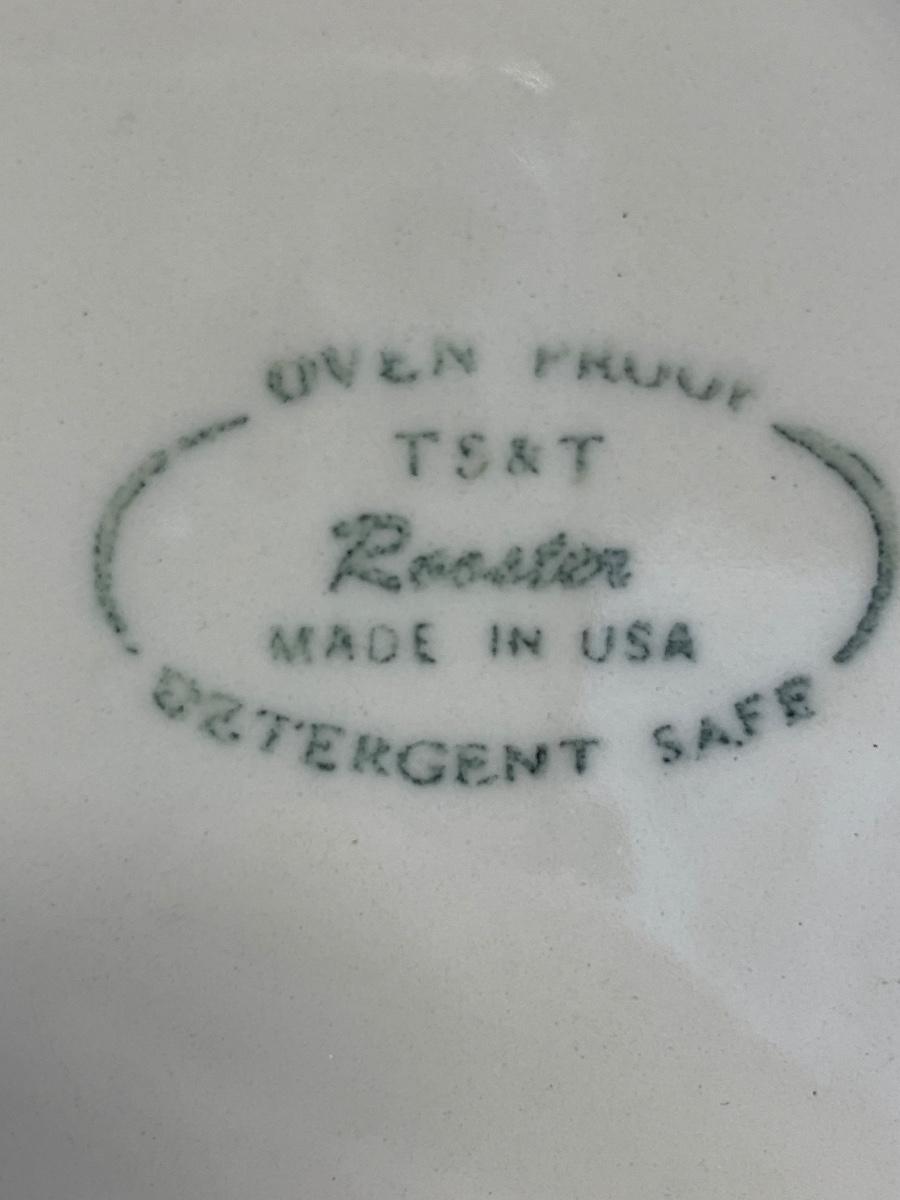 OVEN PROOF
TS&T
Rooster
MADE IN USA
DETERGENT SAFE